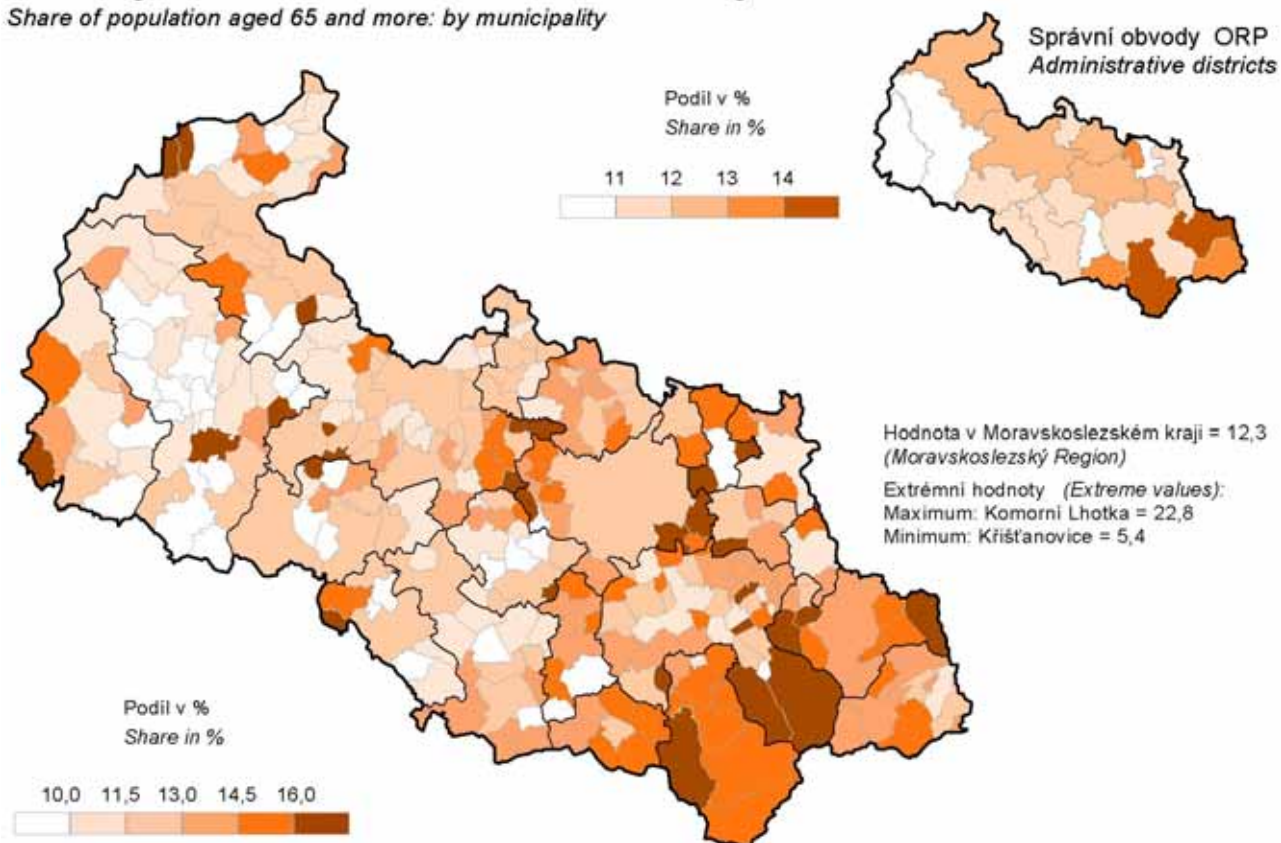 Share of population aged 65 and more: by municipality
Správní obvody ORP
Administrative districts
Podíl v %
Share in %
11 12 13 14
Hodnota v Moravskoslezském kraji = 12,3
(Moravskoslezský Region)
Extrémní hodnoty (Extreme values):
Maximum: Komorní Lhotka = 22,8
Minimum: Křišťanovice = 5,4
Podíl v %
Share in %
10,0 11,5 13,0 14,5 16,0